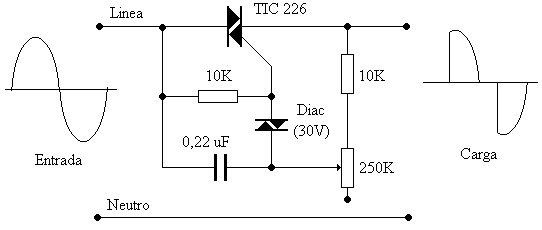 Linea
TIC 226
10K
10K
Diac
(30V)
0,22 uF
Entrada
Carga
250K
Neutro